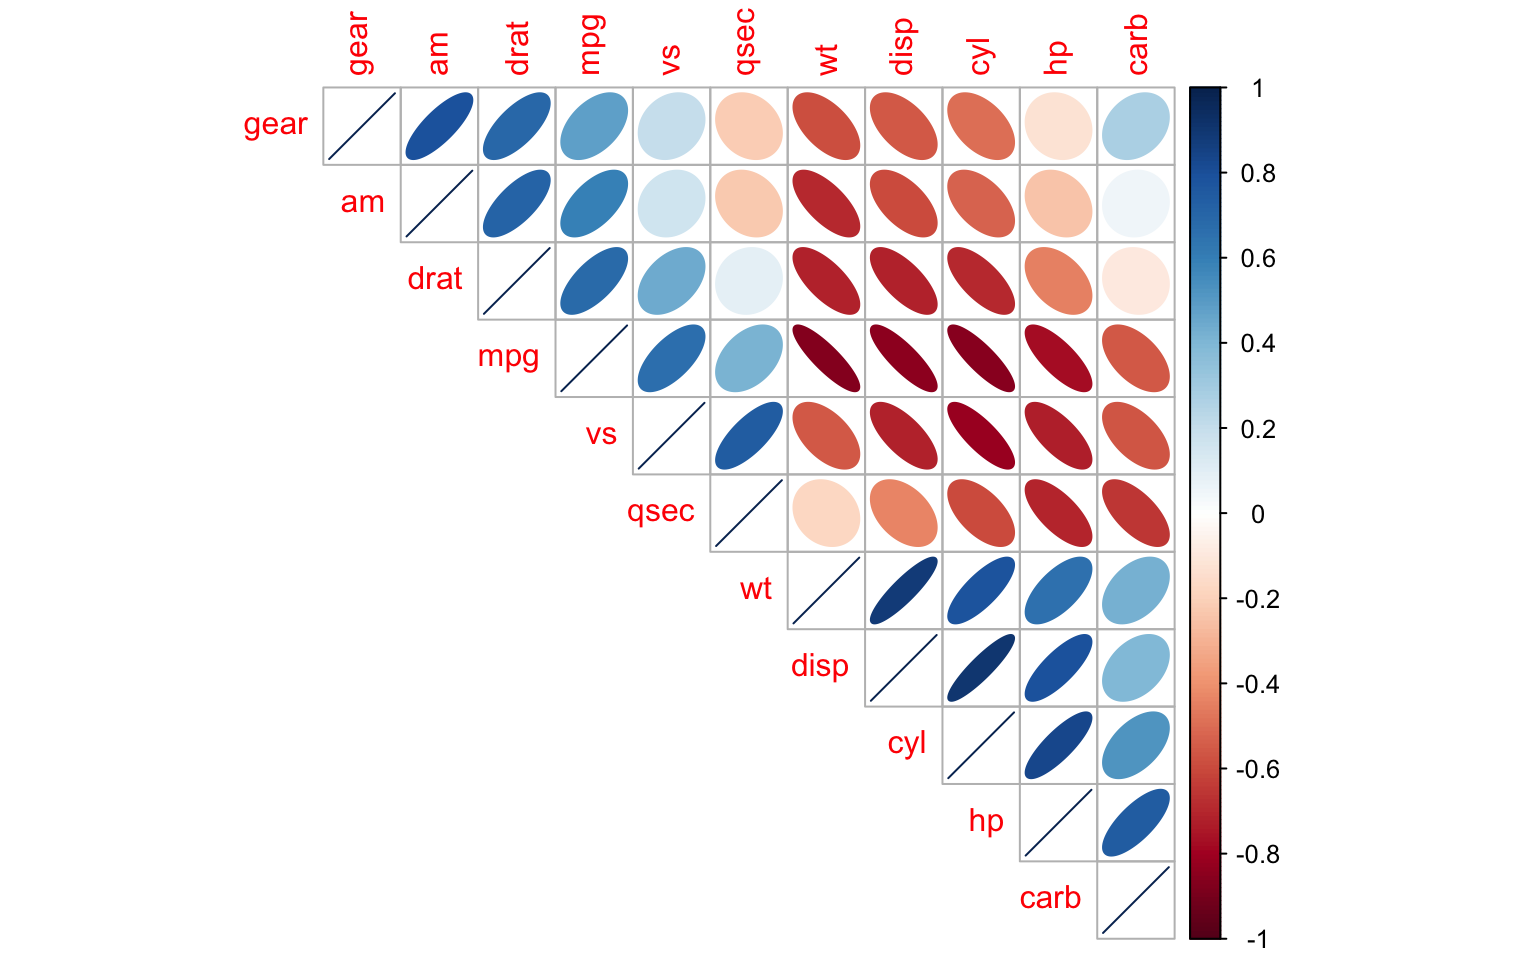 gear am drat mpg vs qsec wt disp cyl hp carb
gear
am
drat
mpg
vs
qsec
wt
disp
cyl
hp
carb
1
0.8
0.6
0.4
0.2
0
-0.2
-0.4
-0.6
-0.8
-1